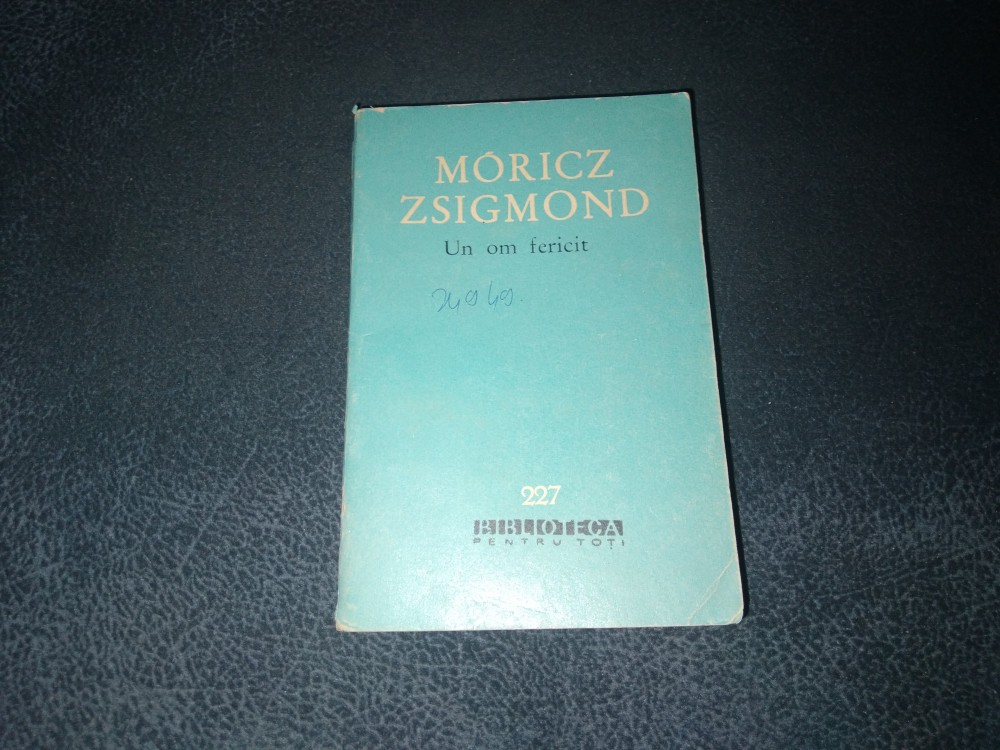 MÓRICZ
ZSIGMOND
Un om fericit
227
BIBLIOTECA
PENTRU TOȚI